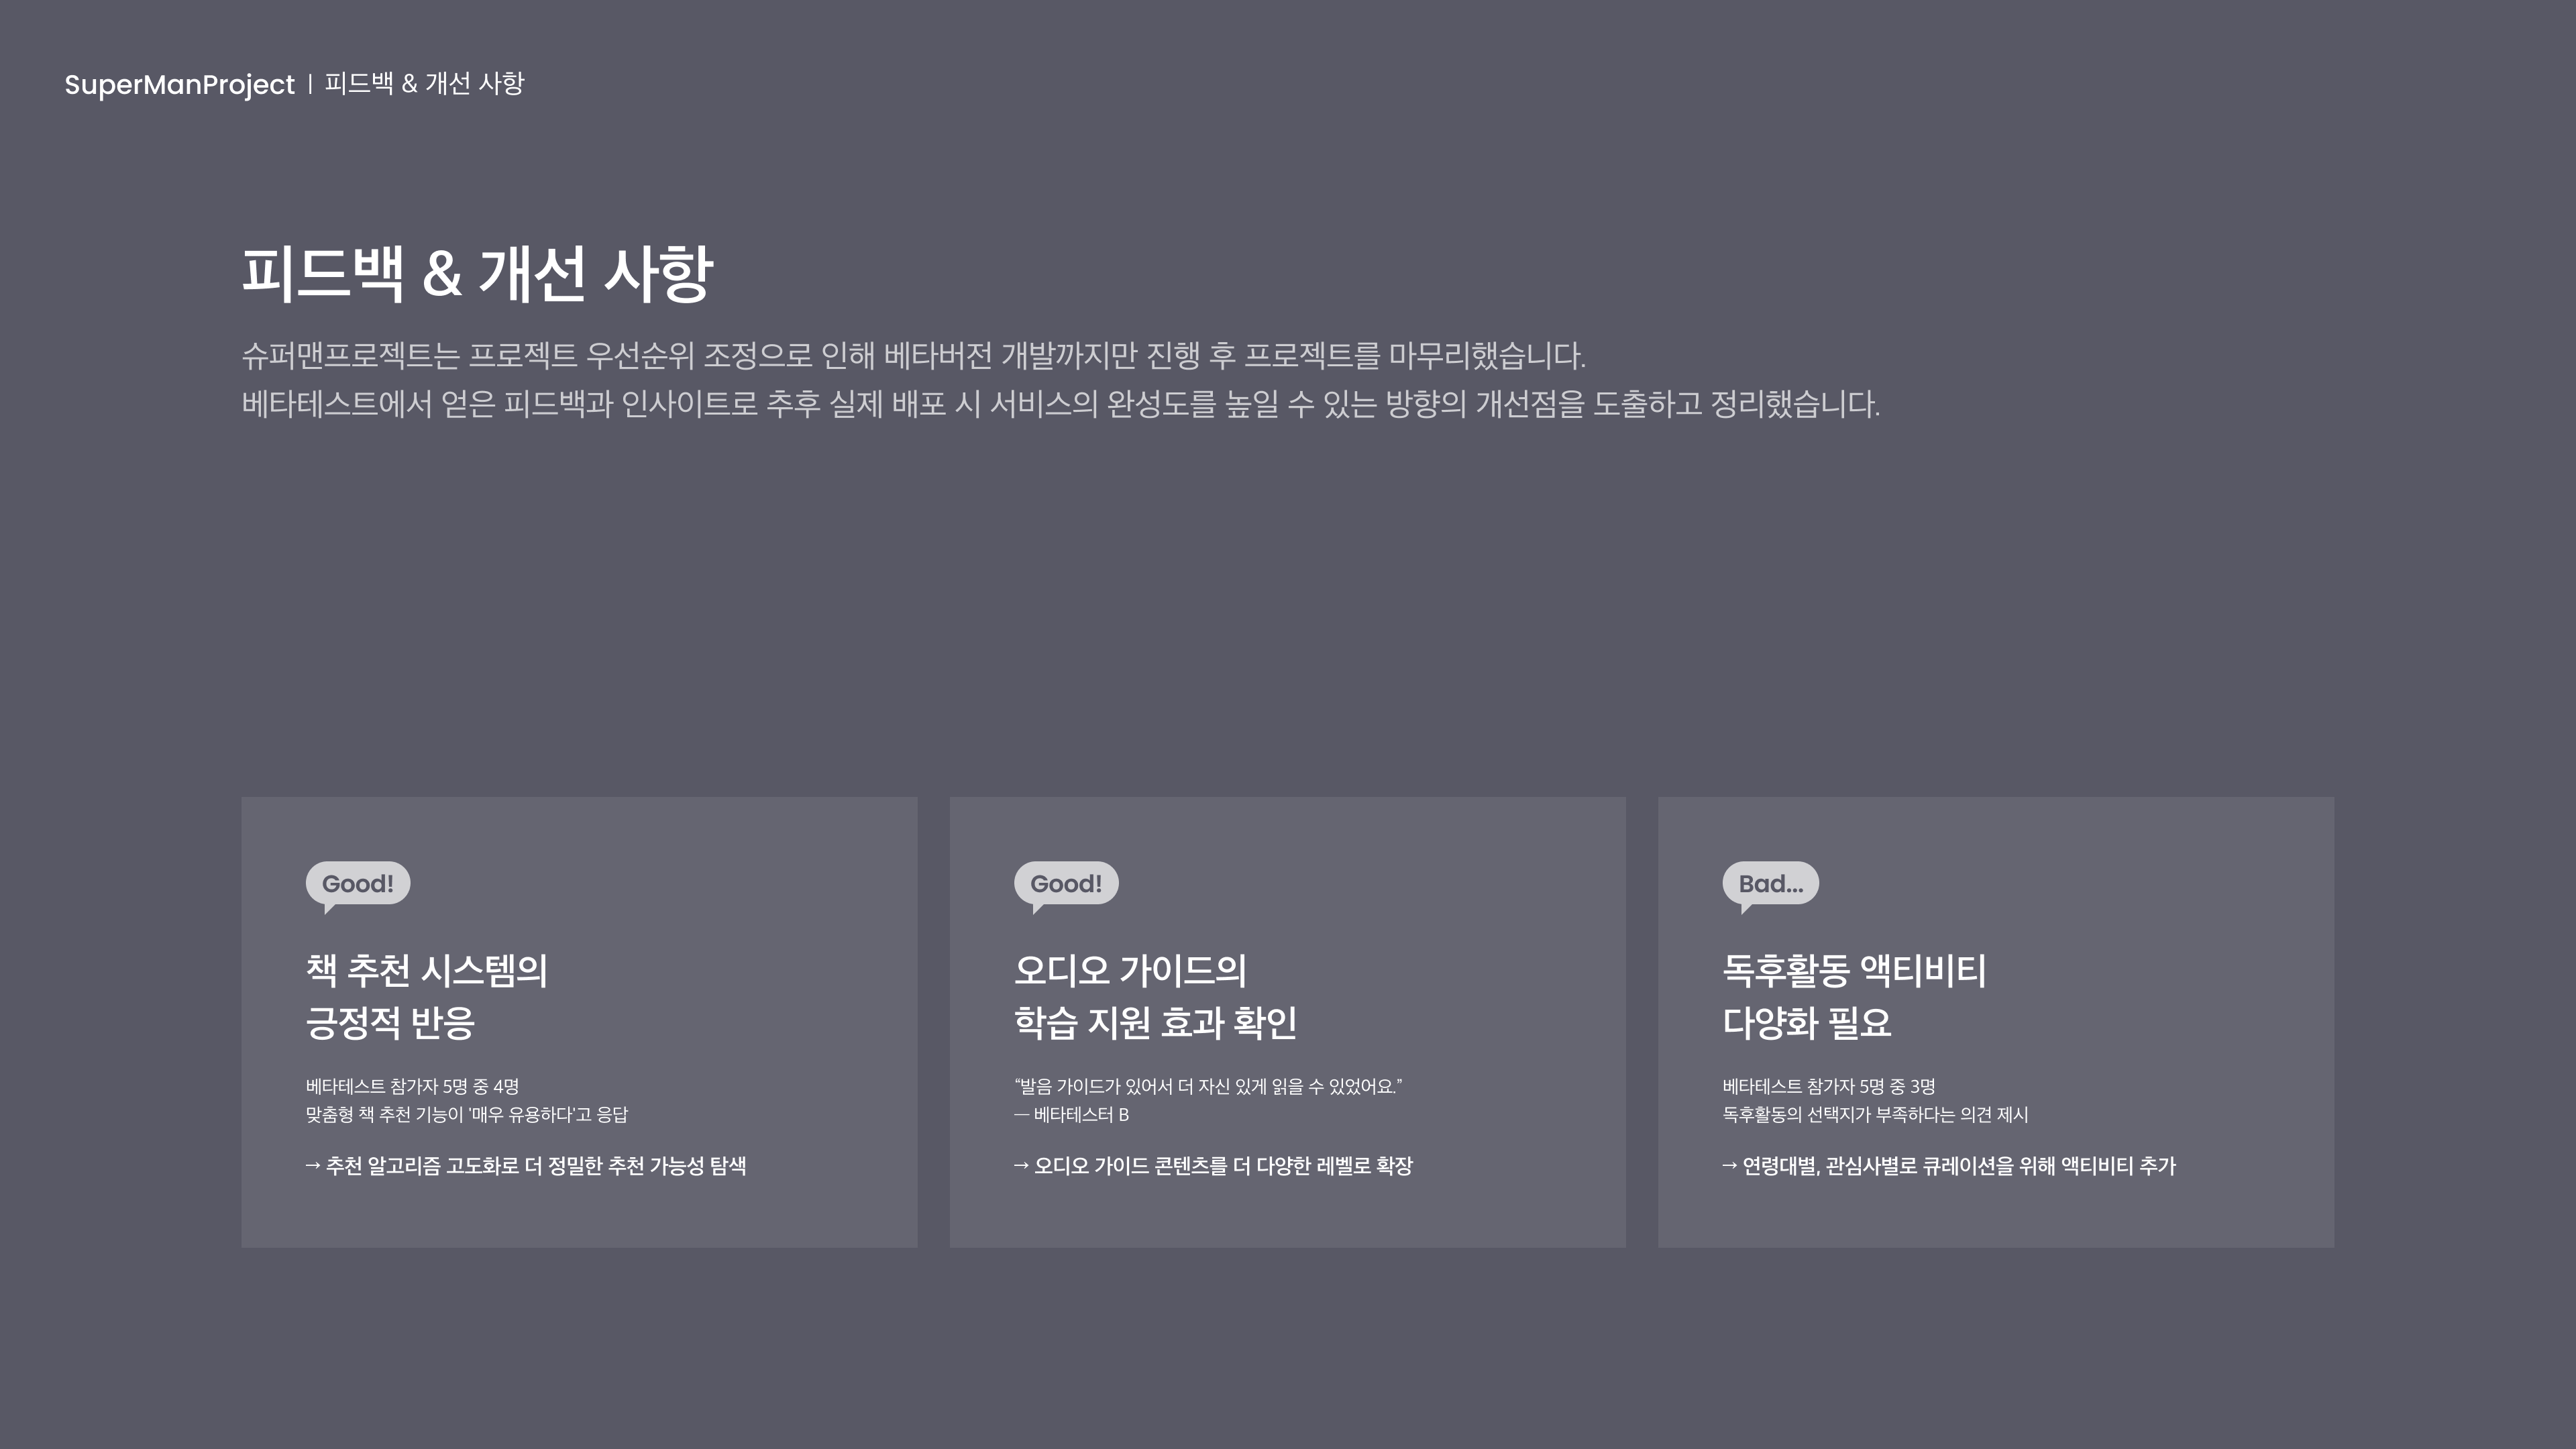 SuperManProject | 피드백 & 개선 사항
피드백 & 개선 사항
슈퍼맨프로젝트는 프로젝트 우선순위 조정으로 인해 베타버전 개발까지만 진행 후 프로젝트를 마무리했습니다.
베타테스트에서 얻은 피드백과 인사이트로 추후 실제 배포 시 서비스의 완성도를 높일 수 있는 방향의 개선점을 도출하고 정리했습니다.
Good!
책 추천 시스템의
긍정적 반응
베타테스트 참가자 5명 중 4명
맞춤형 책 추천 기능이 '매우 유용하다'고 응답
→ 추천 알고리즘 고도화로 더 정밀한 추천 가능성 탐색
Good!
오디오 가이드의
학습 지원 효과 확인
“발음 가이드가 있어서 더 자신 있게 읽을 수 있었어요.”
— 베타테스터 B
→ 오디오 가이드 콘텐츠를 더 다양한 레벨로 확장
Bad...
독후활동 액티비티
다양화 필요
베타테스트 참가자 5명 중 3명
독후활동의 선택지가 부족하다는 의견 제시
→ 연령대별, 관심사별로 큐레이션을 위해 액티비티 추가